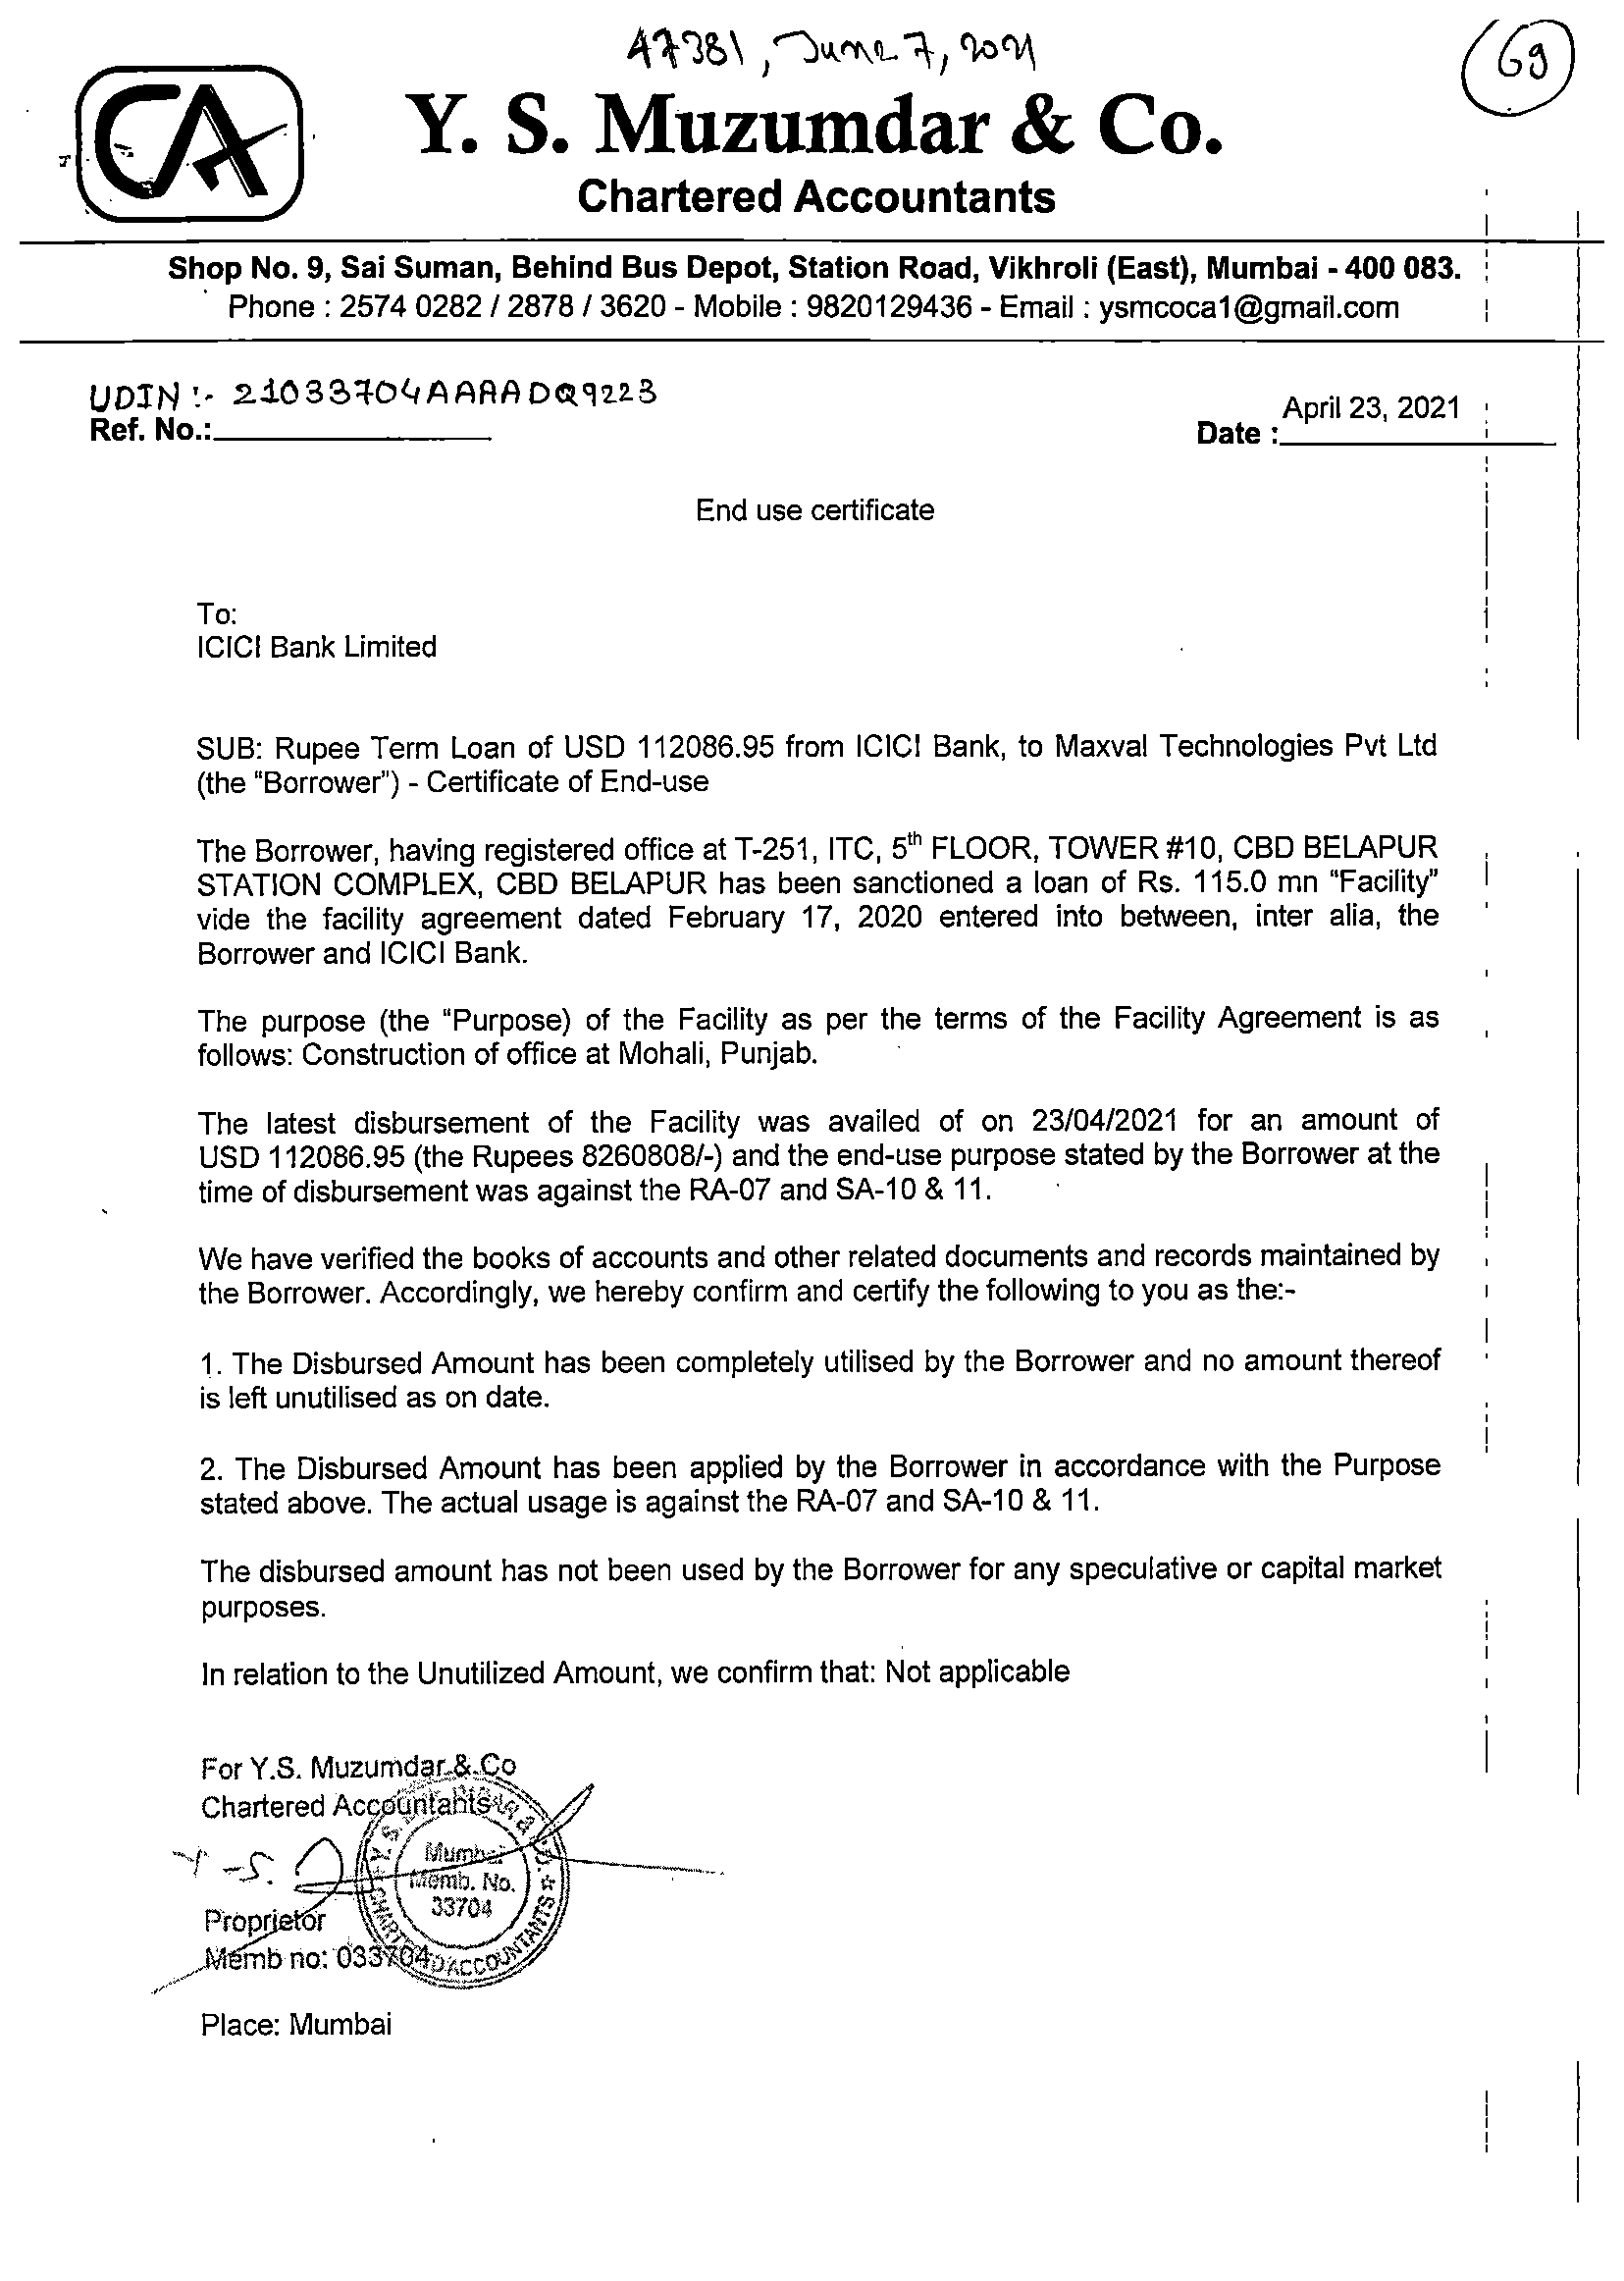 47381, June 7, 2021
69
CA
Y. S. Muzumdar & Co.
Chartered Accountants
Shop No. 9, Sai Suman, Behind Bus Depot, Station Road, Vikhroli (East), Mumbai - 400 083.
Phone : 2574 0282 / 2878 / 3620 - Mobile : 9820129436 - Email : ysmcoca1@gmail.com
UDIN :- 21033704AAAADQ9223
Ref. No.:
April 23, 2021
Date :
End use certificate
To:
ICICI Bank Limited
SUB: Rupee Term Loan of USD 112086.95 from ICICI Bank, to Maxval Technologies Pvt Ltd
(the "Borrower") - Certificate of End-use
The Borrower, having registered office at T-251, ITC, 5th FLOOR, TOWER #10, CBD BELAPUR
STATION COMPLEX, CBD BELAPUR has been sanctioned a loan of Rs. 115.0 mn "Facility"
vide the facility agreement dated February 17, 2020 entered into between, inter alia, the
Borrower and ICICI Bank.
The purpose (the "Purpose) of the Facility as per the terms of the Facility Agreement is as
follows: Construction of office at Mohali, Punjab.
The latest disbursement of the Facility was availed of on 23/04/2021 for an amount of
USD 112086.95 (the Rupees 8260808/-) and the end-use purpose stated by the Borrower at the
time of disbursement was against the RA-07 and SA-10 & 11.
We have verified the books of accounts and other related documents and records maintained by
the Borrower. Accordingly, we hereby confirm and certify the following to you as the:-
1. The Disbursed Amount has been completely utilised by the Borrower and no amount thereof
is left unutilised as on date.
2. The Disbursed Amount has been applied by the Borrower in accordance with the Purpose
stated above. The actual usage is against the RA-07 and SA-10 & 11.
The disbursed amount has not been used by the Borrower for any speculative or capital market
purposes.
In relation to the Unutilized Amount, we confirm that: Not applicable
For Y.S. Muzumdar & Co
Chartered Accountants
Y.S.
Mumbai
Memb. No.
33704
CHARTERED ACCOUNTANTS
Proprietor
Memb no: 033704
Place: Mumbai